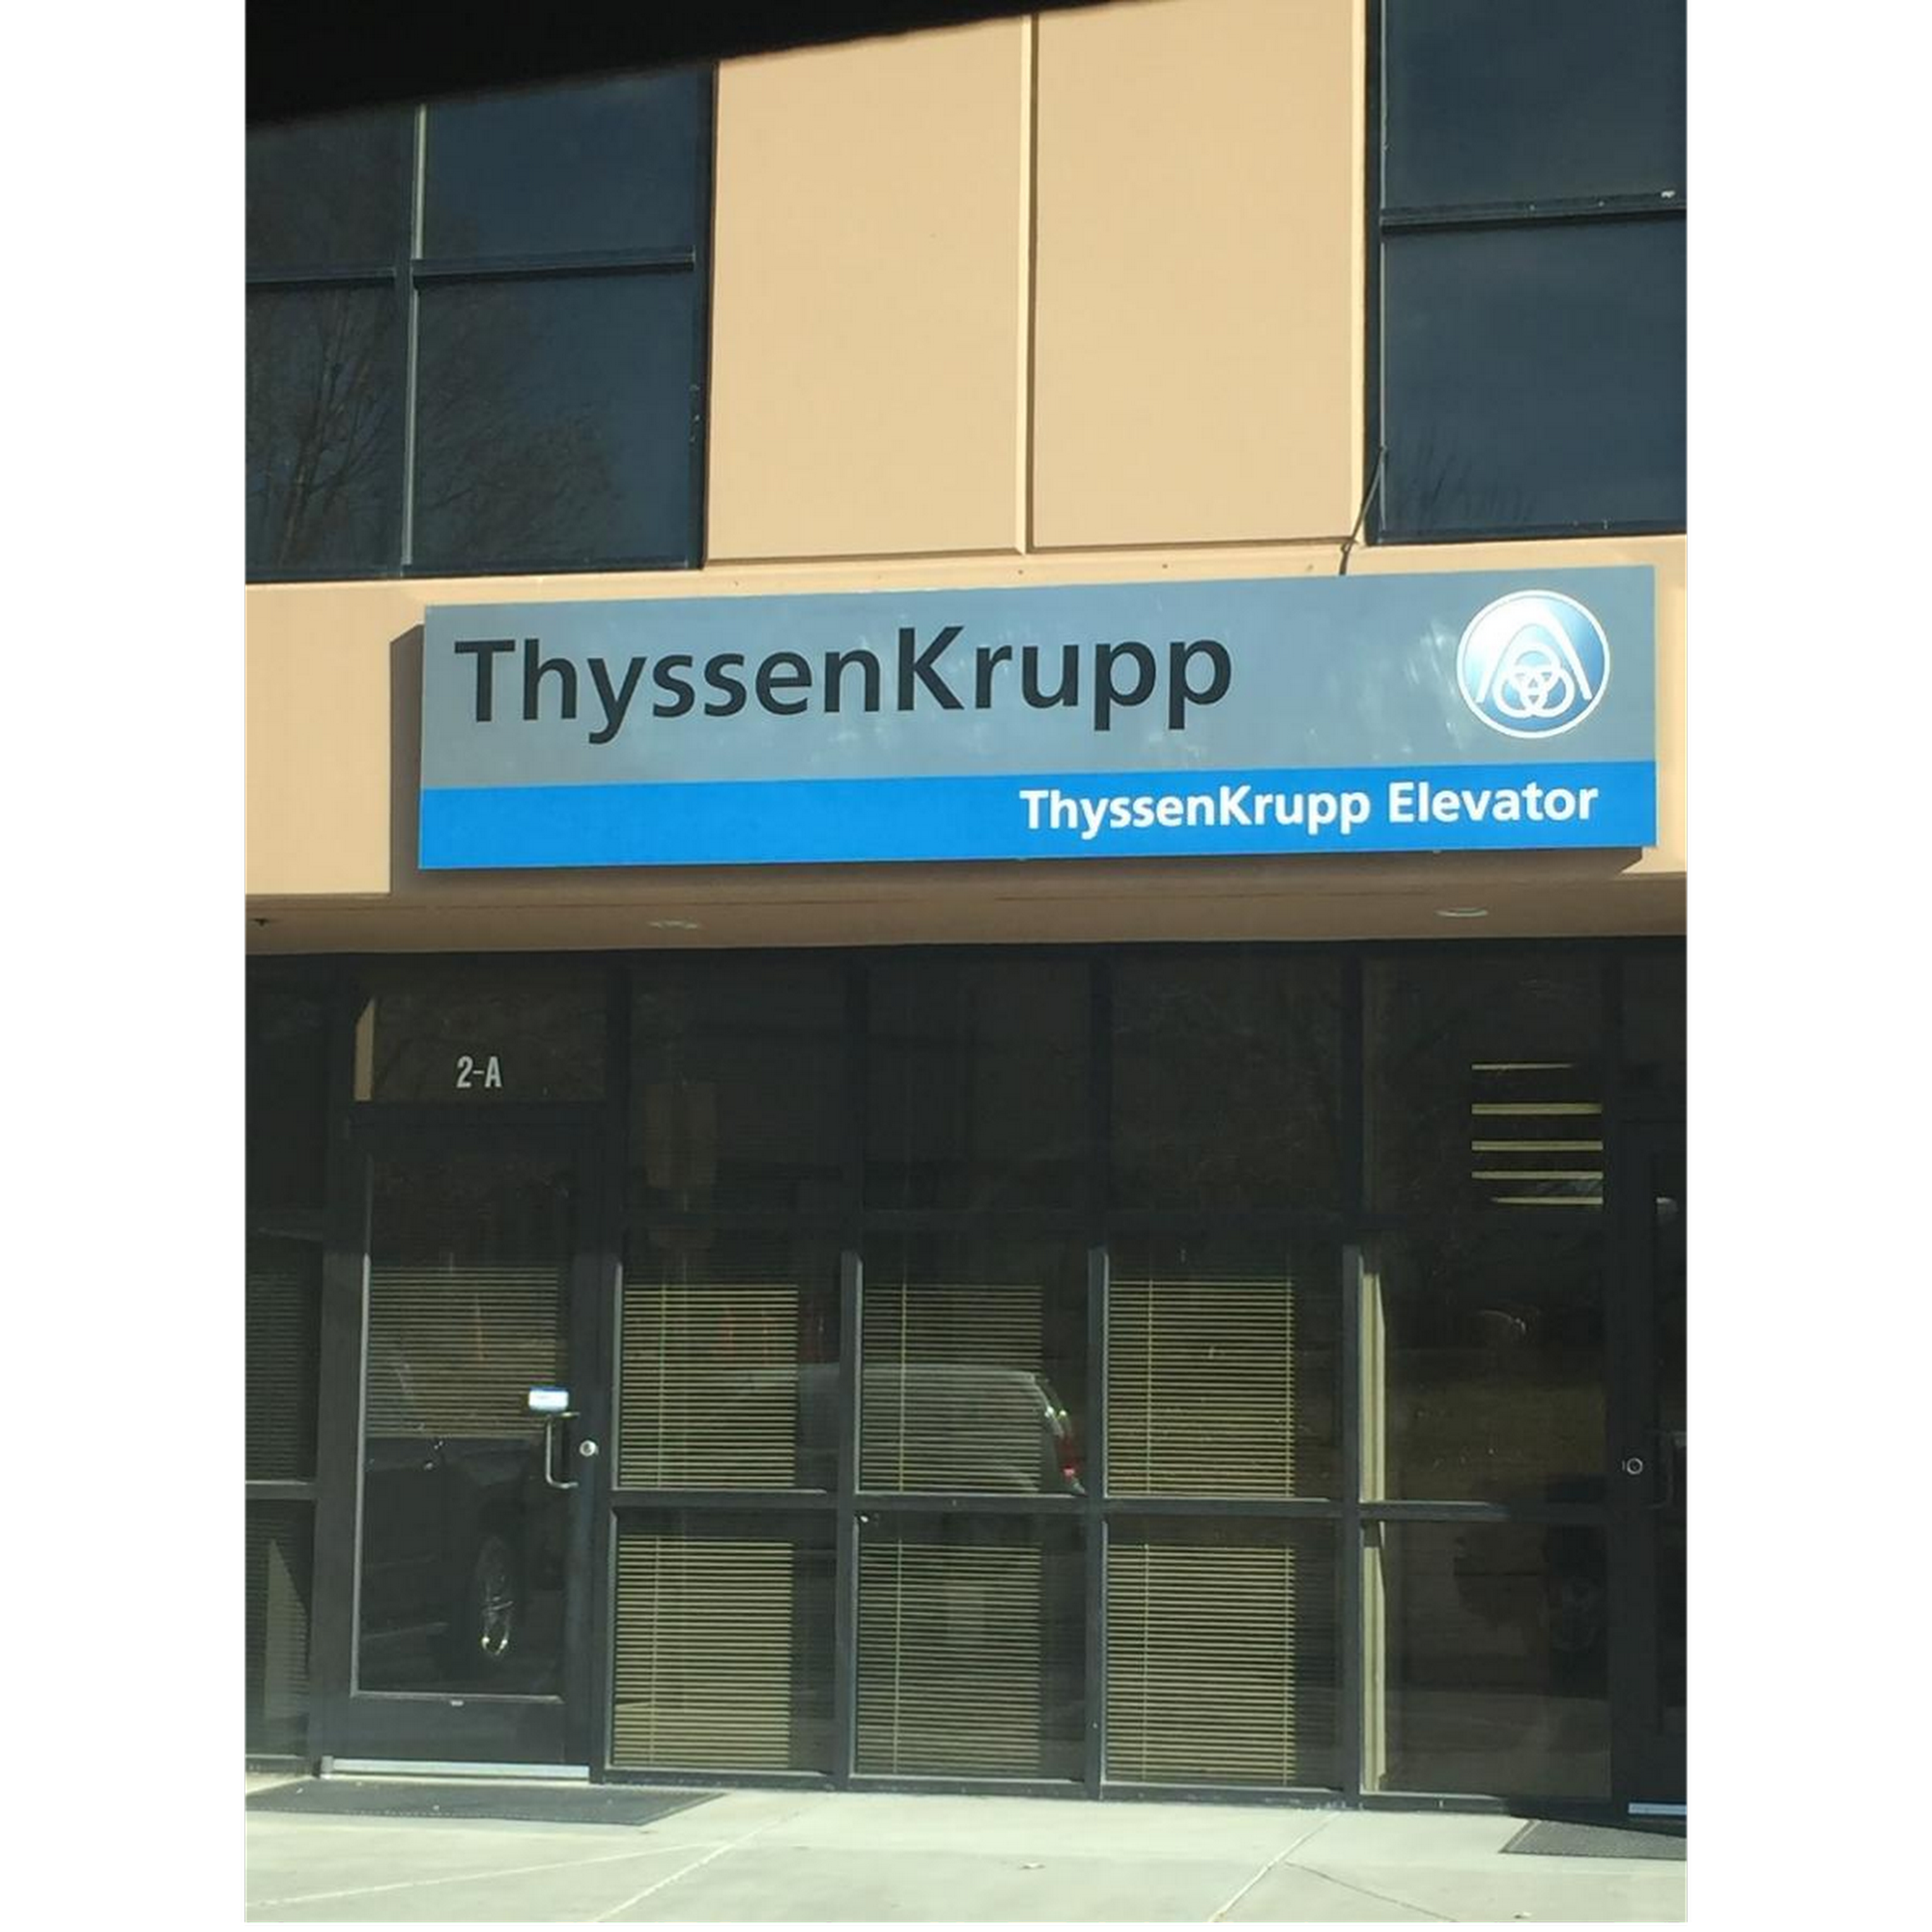 ThyssenKrupp
ThyssenKrupp Elevator
2-A